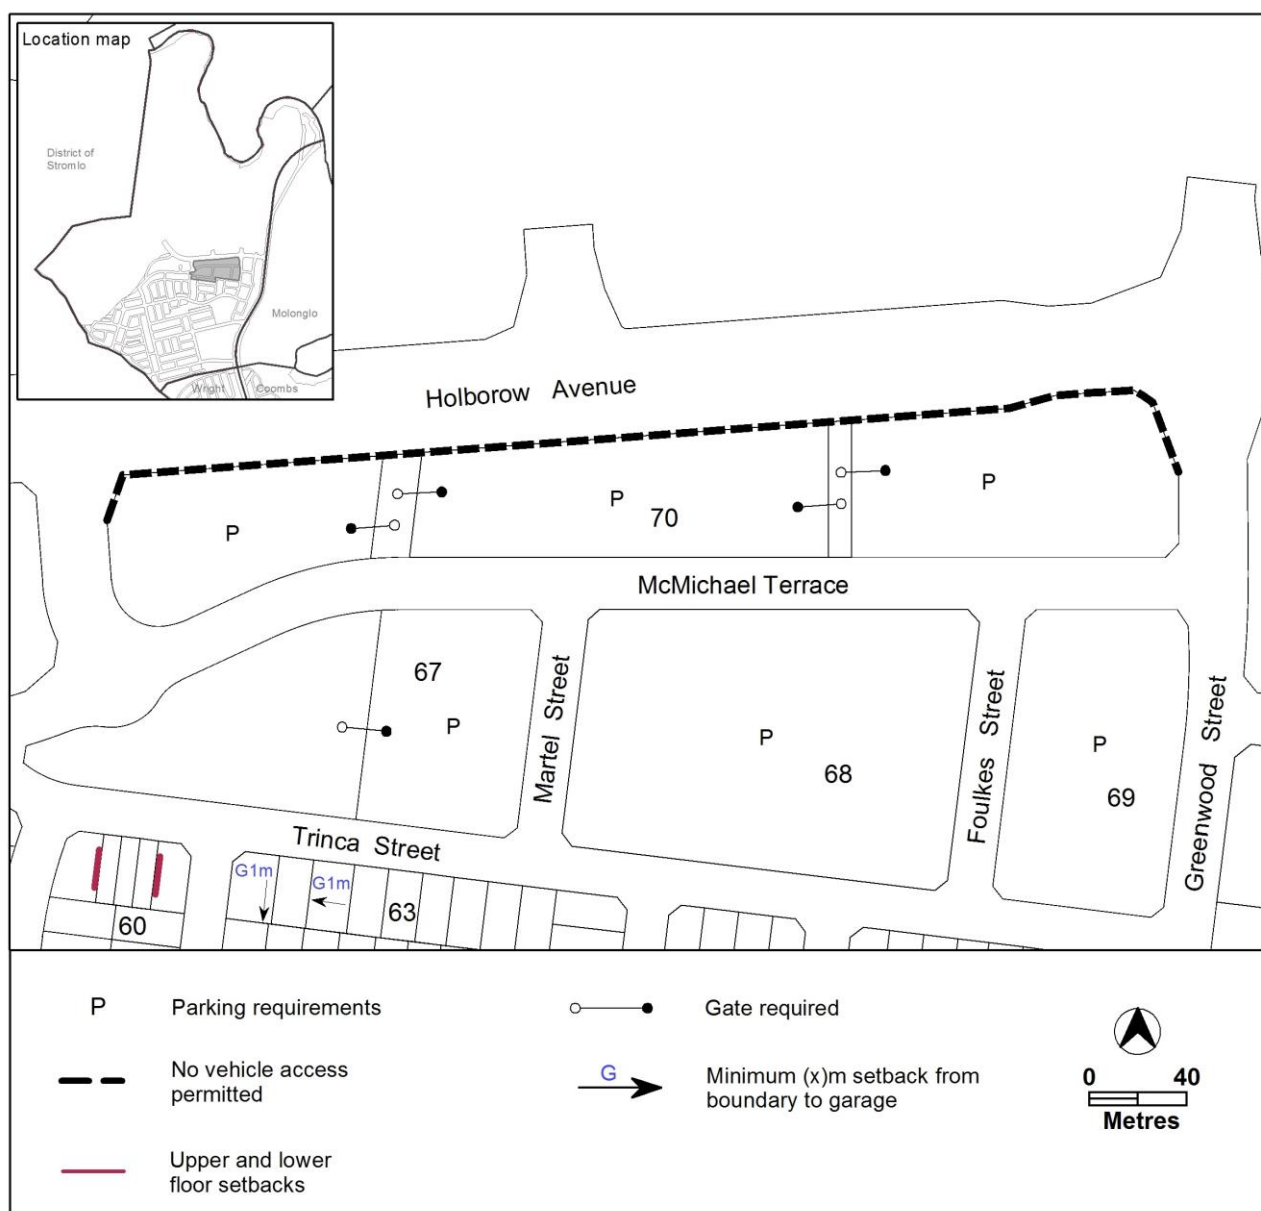 Location map
District of
Stromlo
Molonglo
Wright
Coombs
Holborow Avenue
P
P
P
70
McMichael Terrace
67
P
Martel Street
P
68
Foulkes Street
P
69
Greenwood Street
Trinca Street
G1m
G1m
63
60
P
Parking requirements
Gate required
No vehicle access
permitted
G
Minimum (x)m setback from
boundary to garage
Upper and lower
floor setbacks
0 40
Metres